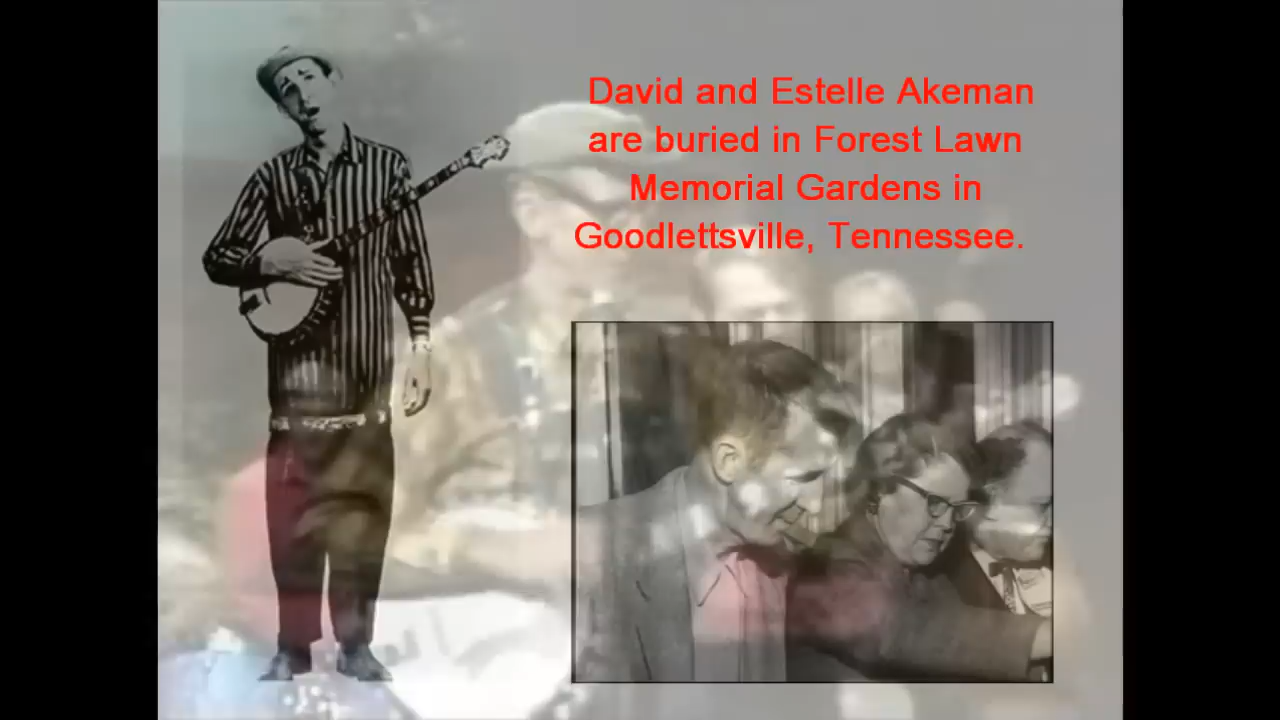 David and Estelle Akeman
are buried in Forest Lawn
Memorial Gardens in
Goodlettsville, Tennessee.